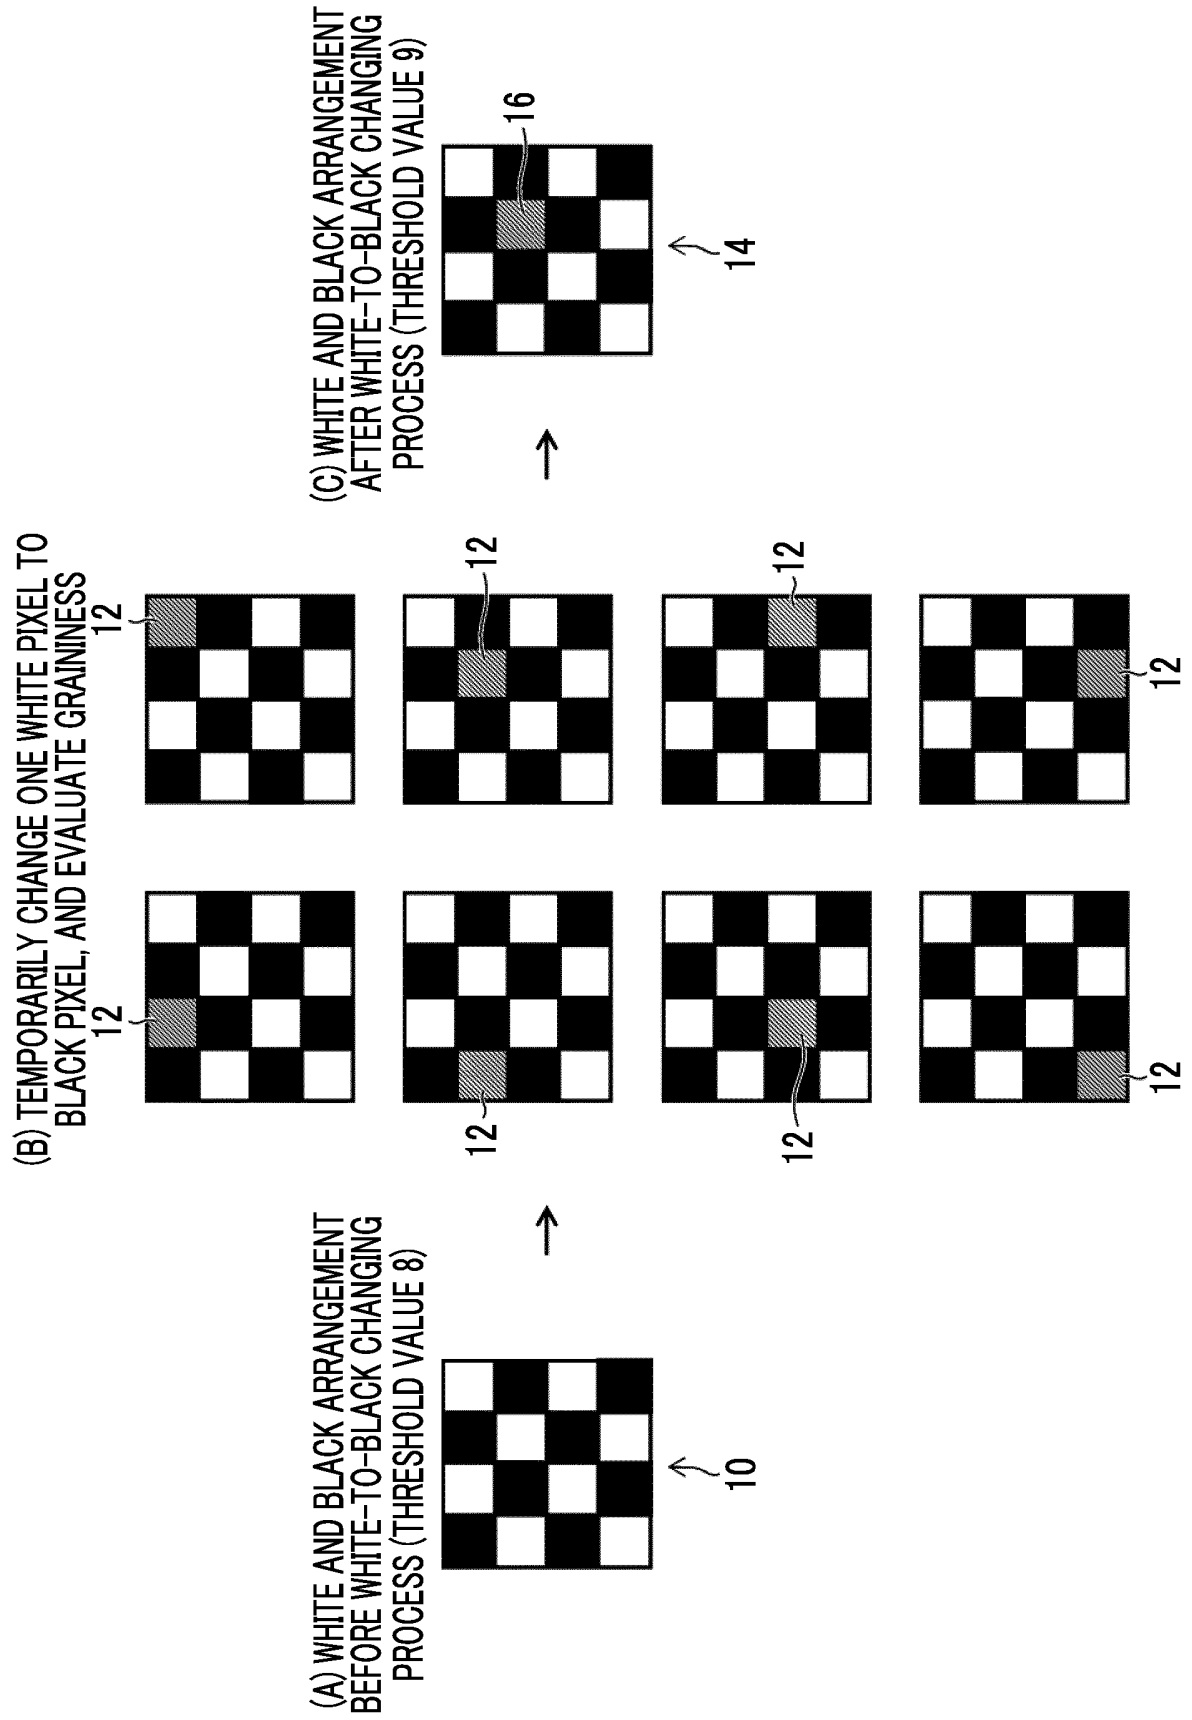 (A) WHITE AND BLACK ARRANGEMENT
BEFORE WHITE-TO-BLACK CHANGING
PROCESS (THRESHOLD VALUE 8)
10
(B) TEMPORARILY CHANGE ONE WHITE PIXEL TO
BLACK PIXEL, AND EVALUATE GRAININESS
12
12
12
12
12
12
12
12
(C) WHITE AND BLACK ARRANGEMENT
AFTER WHITE-TO-BLACK CHANGING
PROCESS (THRESHOLD VALUE 9)
16
14